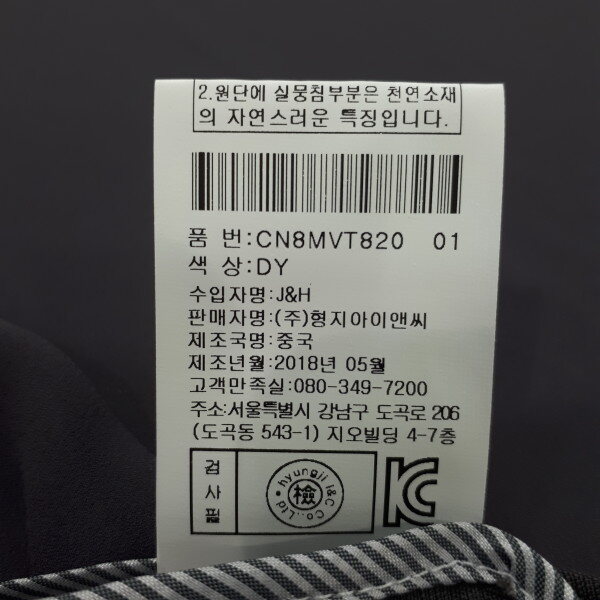 2.원단에 실뭉침부분은 천연소재
의 자연스러운 특징입니다.
품 번:CN8MVT820 01
색 상:DY
수입자명:J&H
판매자명:(주)형지아이앤씨
제조국명:중국
제조년월:2018년 05월
고객만족실:080-349-7200
주소:서울특별시 강남구 도곡로 206
(도곡동 543-1) 지오빌딩 4-7층
검사필
hyungji I&C Co.,Ltd
檢
KC